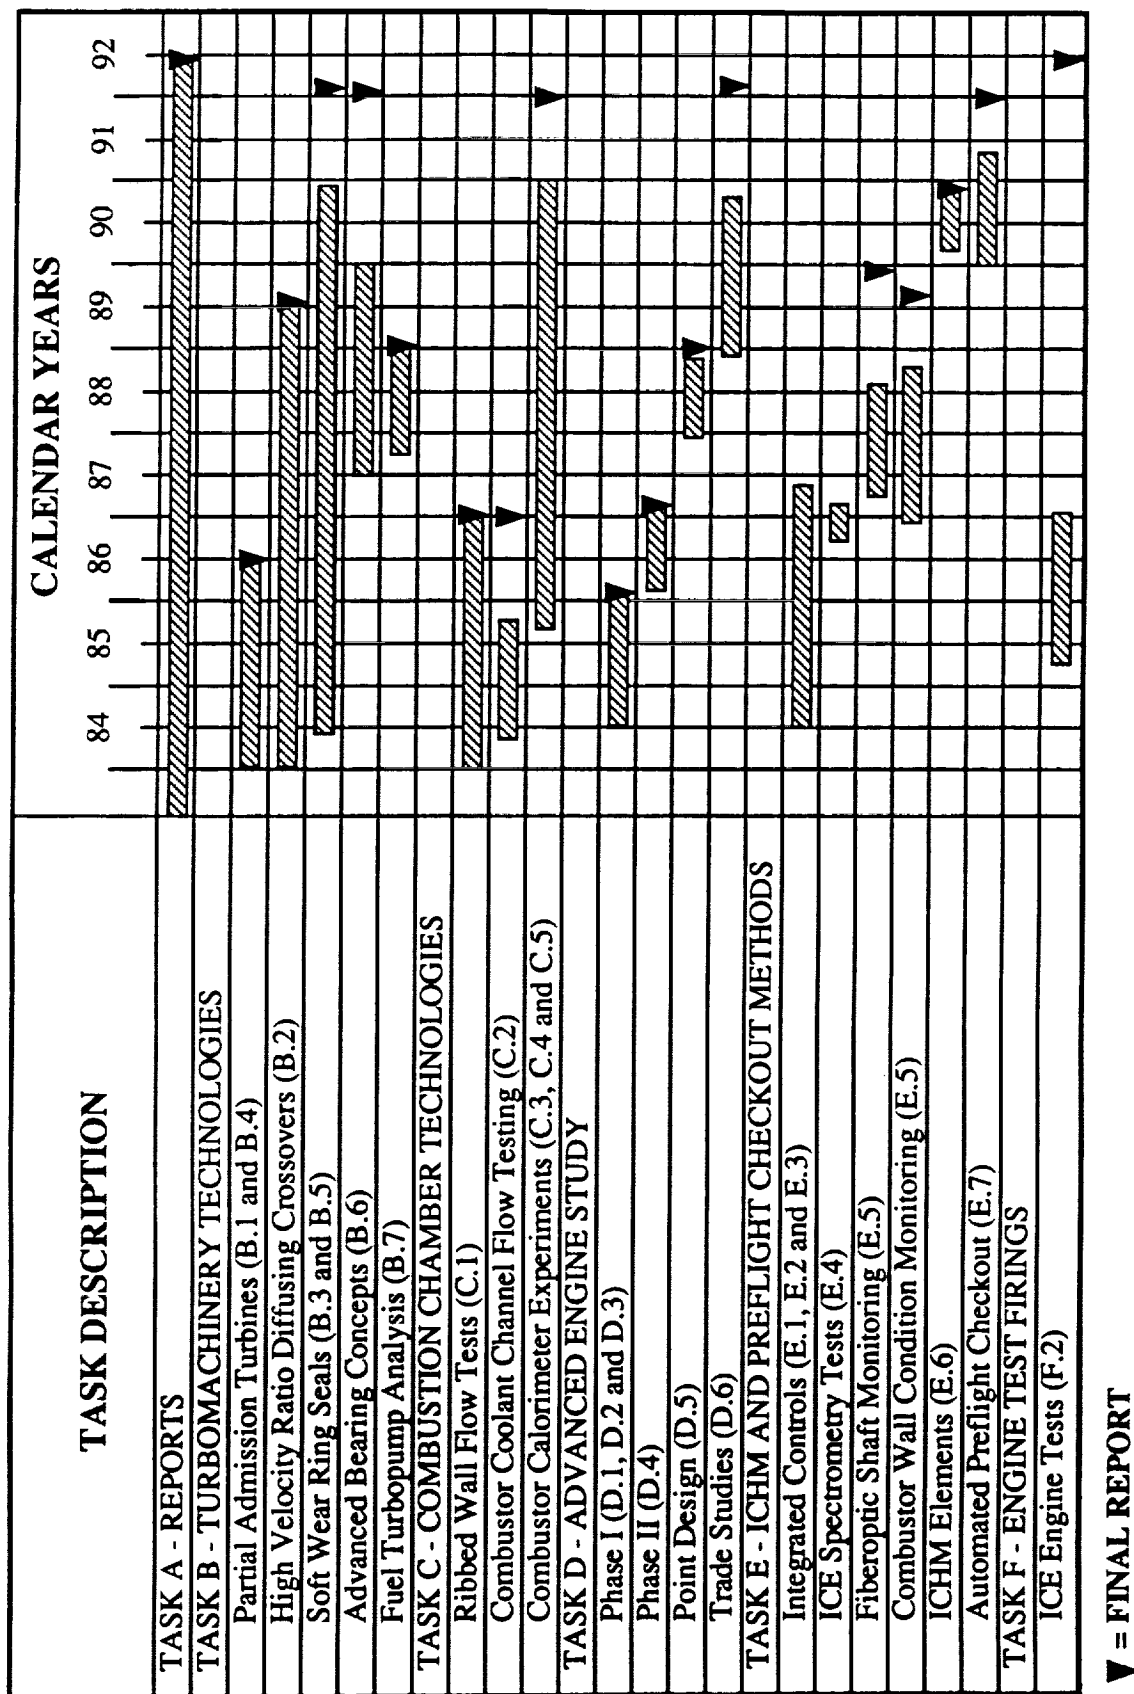 TASK DESCRIPTION
CALENDAR YEARS
84 85 86 87 88 89 90 91 92
TASK A - REPORTS
TASK B - TURBOMACHINERY TECHNOLOGIES
Partial Admission Turbines (B.1 and B.4)
High Velocity Ratio Diffusing Crossovers (B.2)
Soft Wear Ring Seals (B.3 and B.5)
Advanced Bearing Concepts (B.6)
Fuel Turbopump Analysis (B.7)
TASK C - COMBUSTION CHAMBER TECHNOLOGIES
Ribbed Wall Flow Tests (C.1)
Combustor Coolant Channel Flow Testing (C.2)
Combustor Calorimeter Experiments (C.3, C.4 and C.5)
TASK D - ADVANCED ENGINE STUDY
Phase I (D.1, D.2 and D.3)
Phase II (D.4)
Point Design (D.5)
Trade Studies (D.6)
TASK E - ICHM AND PREFLIGHT CHECKOUT METHODS
Integrated Controls (E.1, E.2 and E.3)
ICE Spectrometry Tests (E.4)
Fiberoptic Shaft Monitoring (E.5)
Combustor Wall Condition Monitoring (E.5)
ICHM Elements (E.6)
Automated Preflight Checkout (E.7)
TASK F - ENGINE TEST FIRINGS
ICE Engine Tests (F.2)
▼ = FINAL REPORT